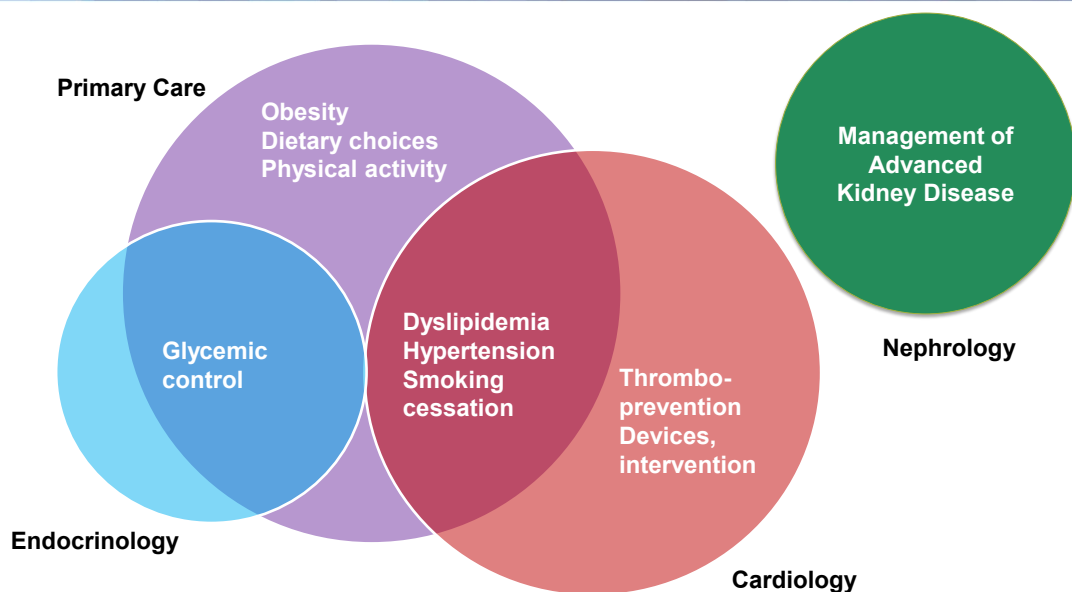 Primary Care
Obesity
Dietary choices
Physical activity
Management of
Advanced
Kidney Disease
Nephrology
Glycemic
control
Dyslipidemia
Hypertension
Smoking
cessation
Thrombo-
prevention
Devices,
intervention
Endocrinology
Cardiology